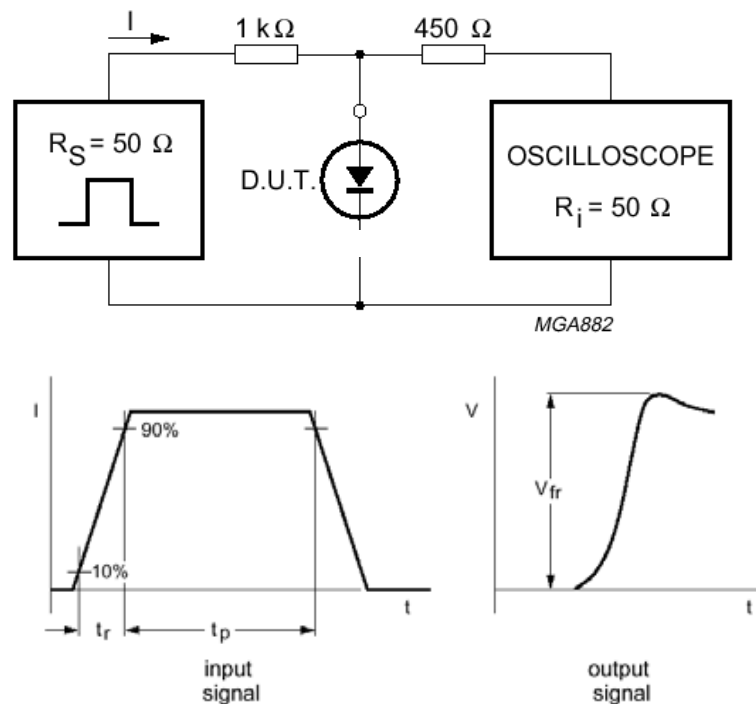 I
1 kΩ
450 Ω
R_S = 50 Ω
D.U.T.
OSCILLOSCOPE
R_i = 50 Ω
MGA882
I
90%
10%
t
t_r
t_p
input
signal
V
V_fr
t
output
signal